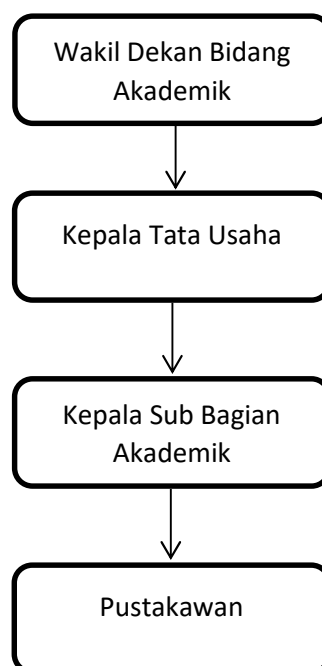 Wakil Dekan Bidang
Akademik
Kepala Tata Usaha
Kepala Sub Bagian
Akademik
Pustakawan